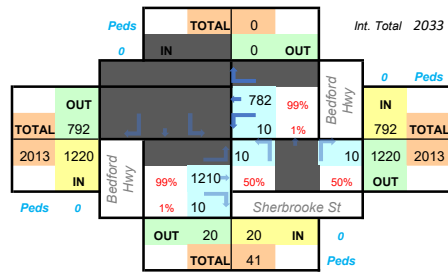 Peds TOTAL 0 Int. Total 2033
0 IN 0 OUT
Bedford Hwy 0 Peds
OUT 782 99% IN
TOTAL 792 10 1% 792 TOTAL
2013 1220 Bedford Hwy 10 10 1220 2013
IN 99% 1210 50% 50% OUT
Peds 0 1% 10 Sherbrooke St
OUT 20 20 IN 0
TOTAL 41 Peds